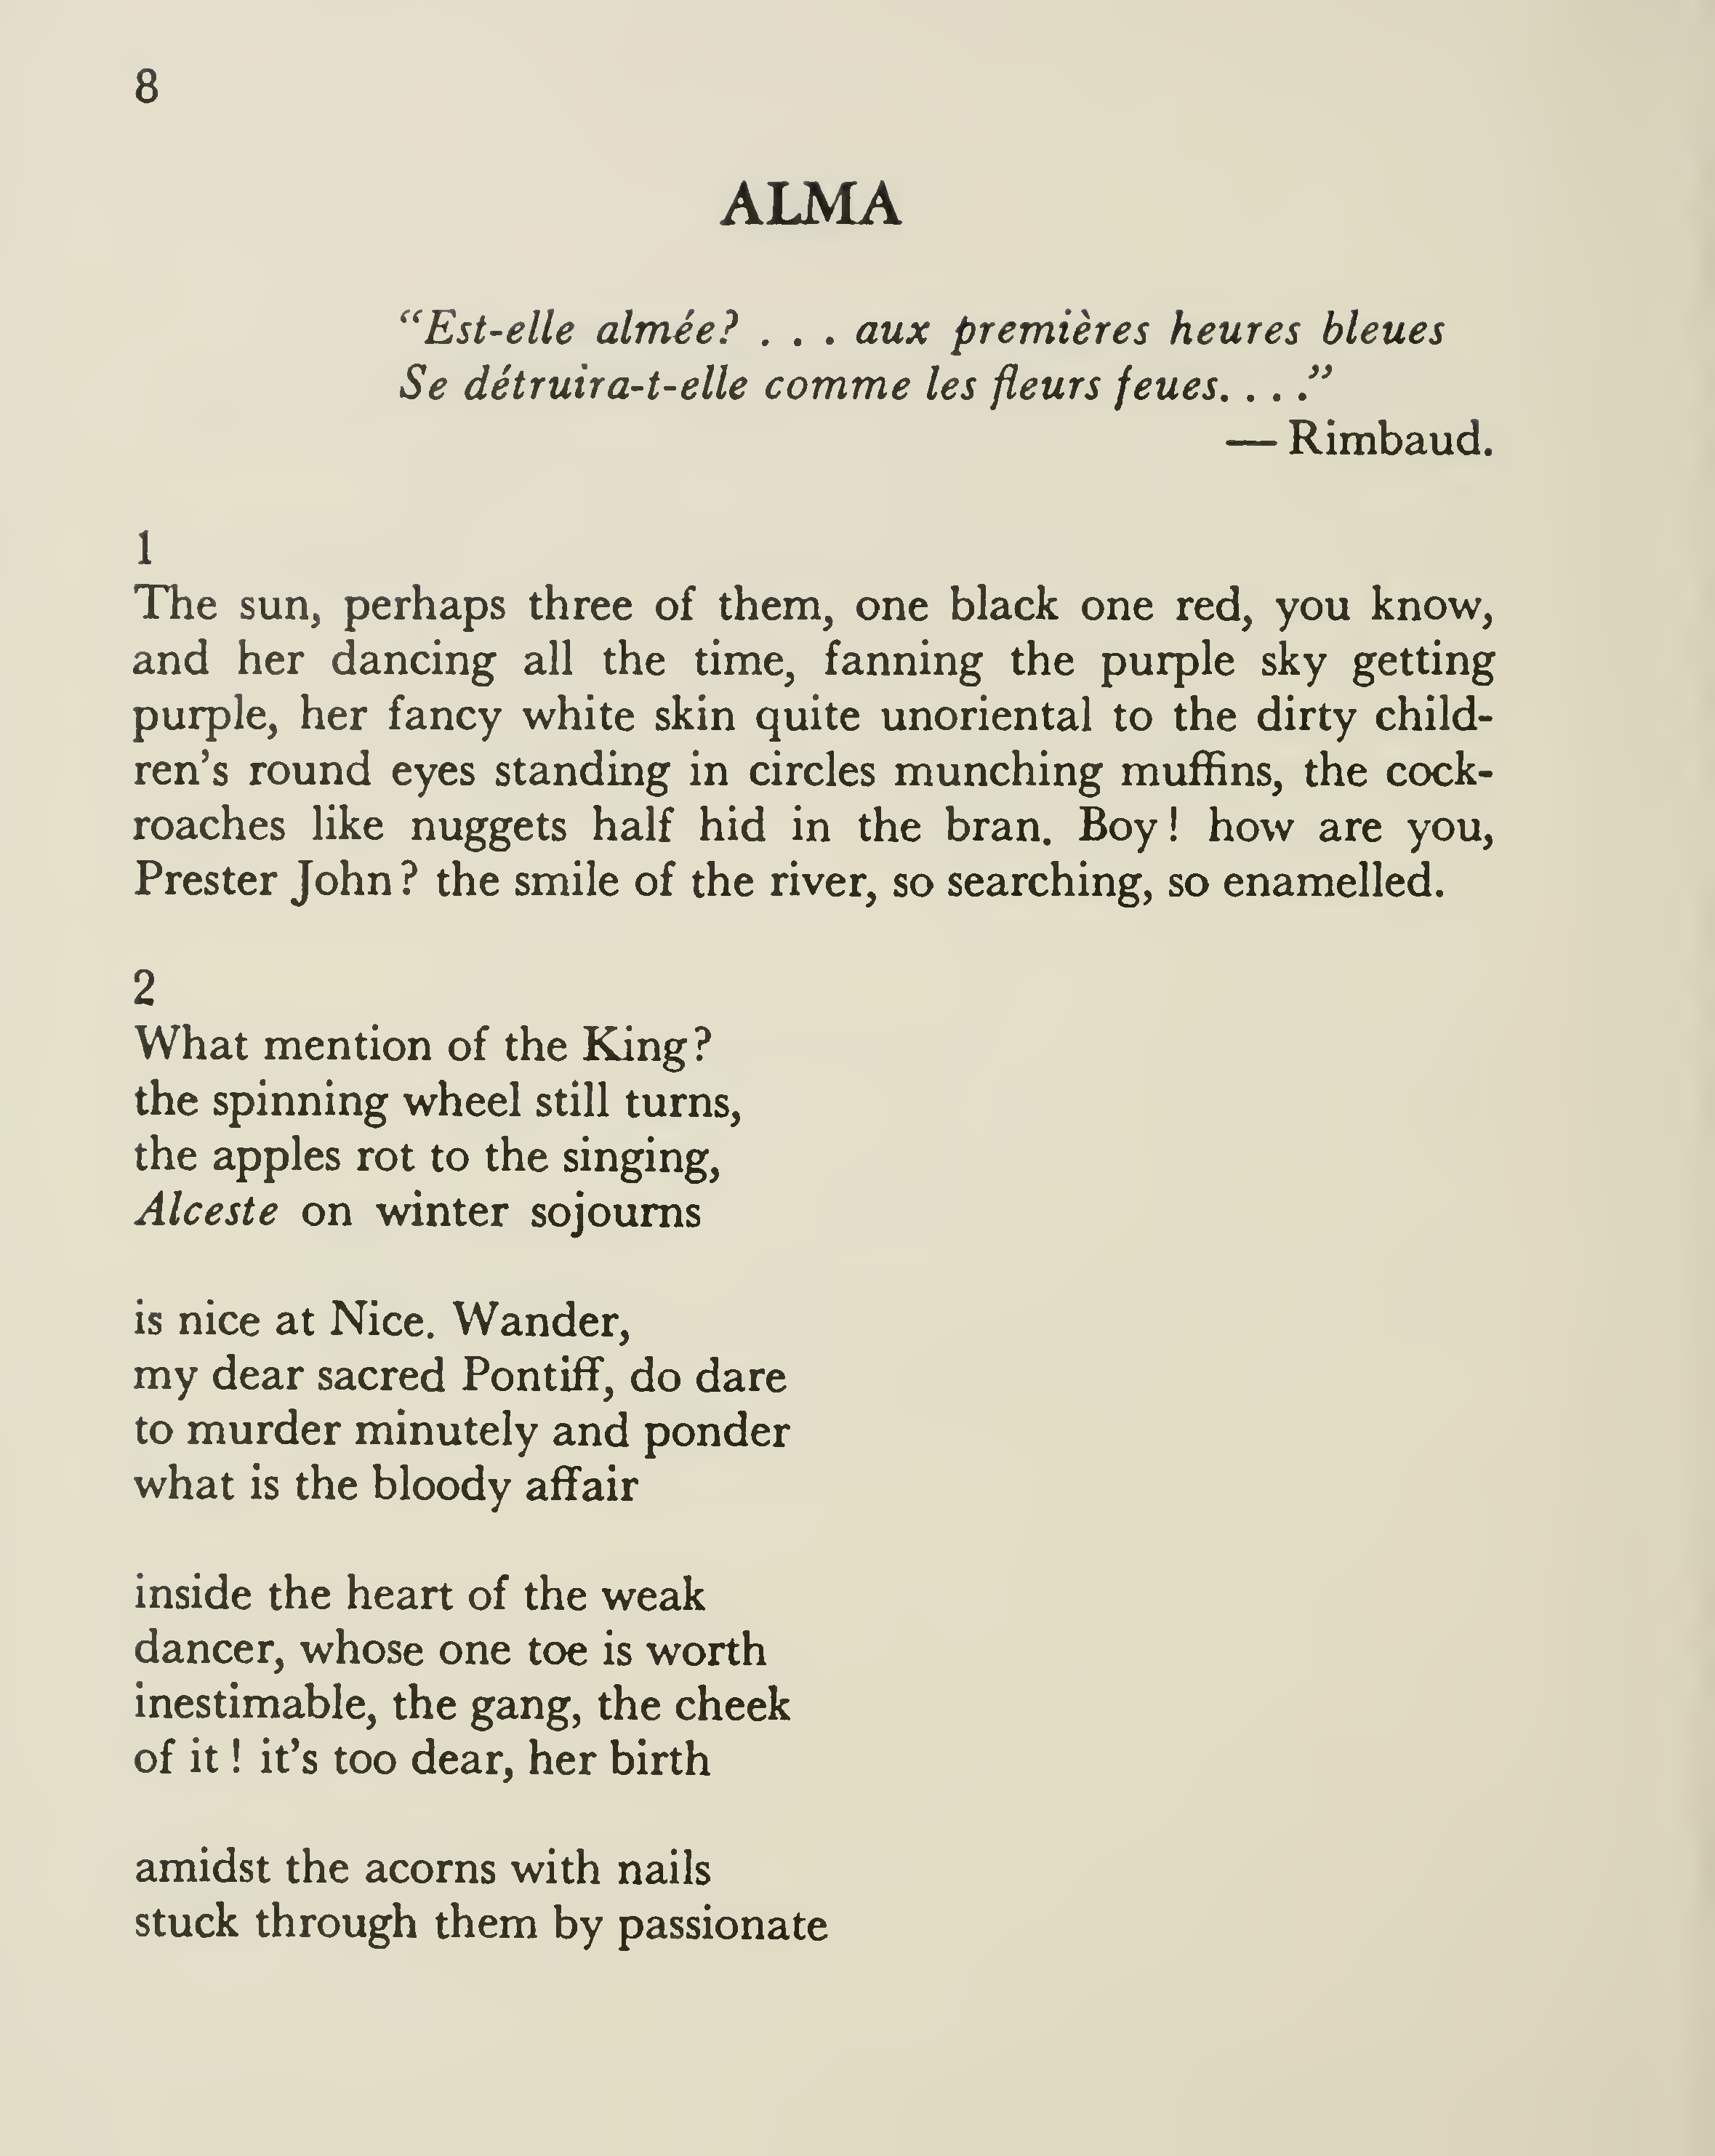 8
ALMA
“Est-elle almée? . . . aux premières heures bleues
Se détruira-t-elle comme les fleurs feues. . . .”
— Rimbaud.
1
The sun, perhaps three of them, one black one red, you know,
and her dancing all the time, fanning the purple sky getting
purple, her fancy white skin quite unoriental to the dirty child-
ren’s round eyes standing in circles munching muffins, the cock-
roaches like nuggets half hid in the bran. Boy! how are you,
Prester John? the smile of the river, so searching, so enamelled.
2
What mention of the King?
the spinning wheel still turns,
the apples rot to the singing,
Alceste on winter sojourns
is nice at Nice. Wander,
my dear sacred Pontiff, do dare
to murder minutely and ponder
what is the bloody affair
inside the heart of the weak
dancer, whose one toe is worth
inestimable, the gang, the cheek
of it! it’s too dear, her birth
amidst the acorns with nails
stuck through them by passionate